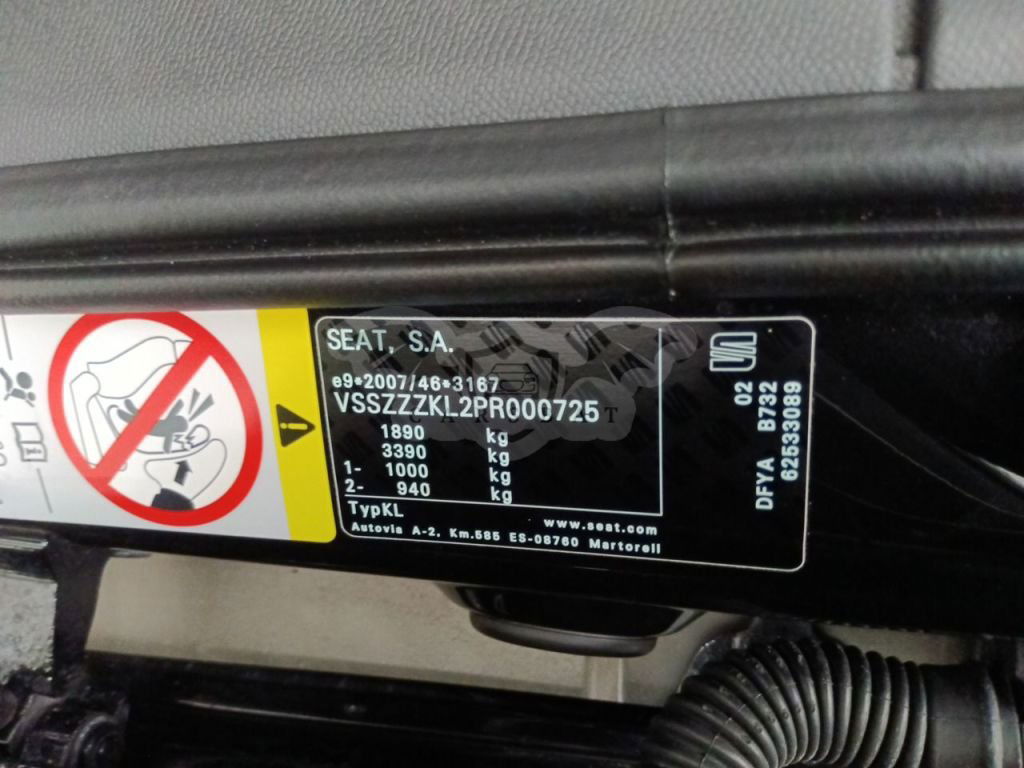 SEAT, S.A.
e9*2007/46*3167
VSSZZZKL2PR000725
1890 kg
3390 kg
1- 1000 kg
2- 940 kg
TypKL
www.seat.com
Autovia A-2, Km.585 ES-08760 Martorell
02
DFYA B732
625333089